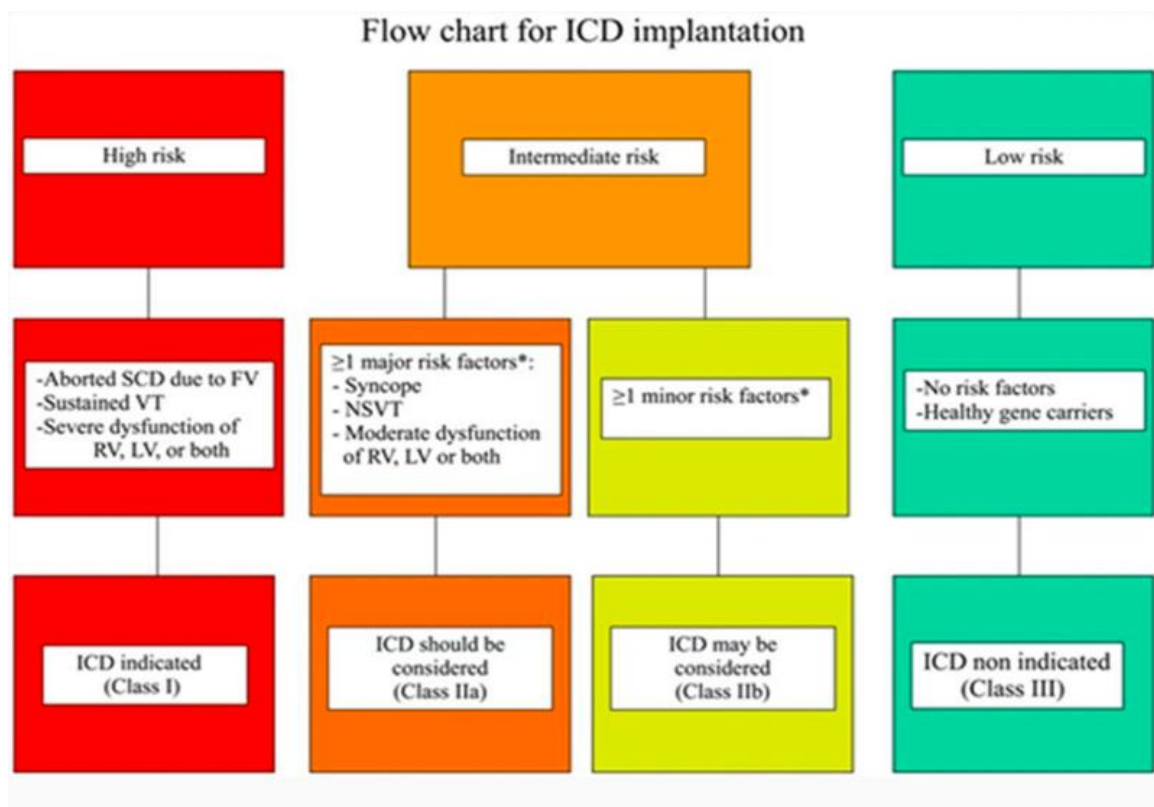 Flow chart for ICD implantation
High risk
Intermediate risk
Low risk
-Aborted SCD due to FV
-Sustained VT
-Severe dysfunction of
RV, LV, or both
≥1 major risk factors*:
- Syncope
- NSVT
- Moderate dysfunction
of RV, LV or both
≥1 minor risk factors*
-No risk factors
-Healthy gene carriers
ICD indicated
(Class I)
ICD should be
considered
(Class IIa)
ICD may be
considered
(Class IIb)
ICD non indicated
(Class III)